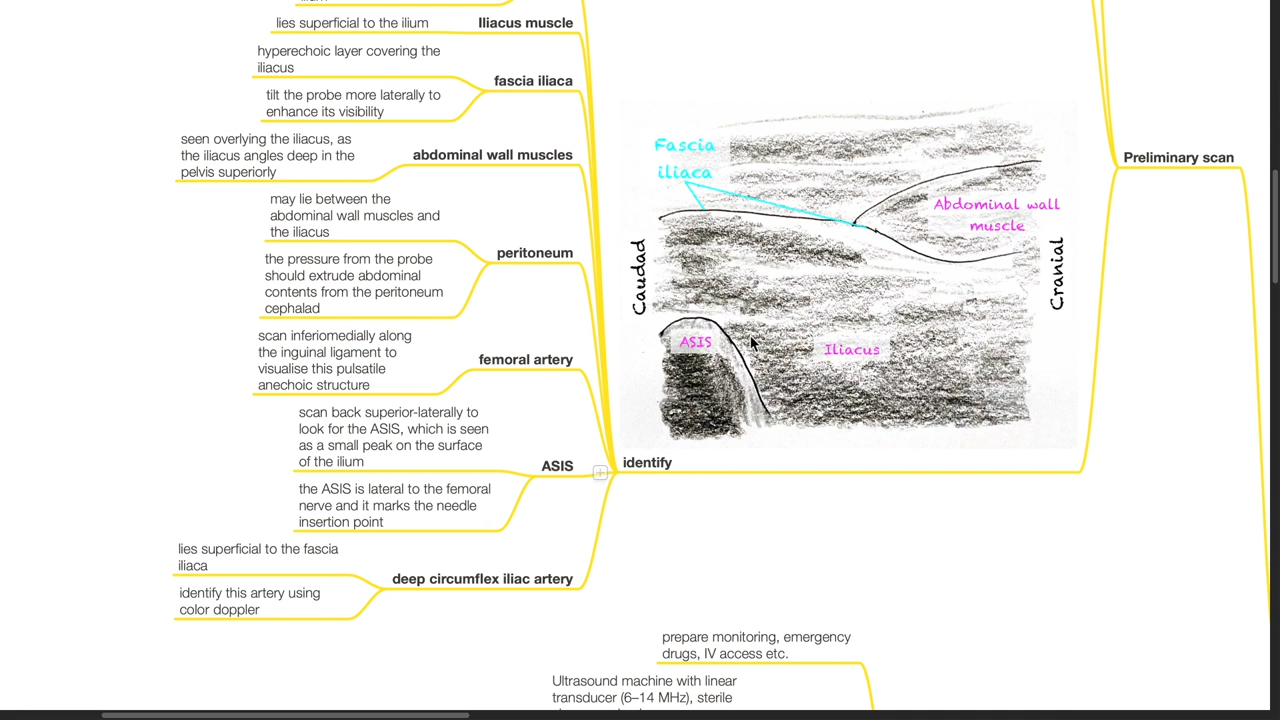 ilium
lies superficial to the ilium
Iliacus muscle
hyperechoic layer covering the
iliacus
fascia iliaca
tilt the probe more laterally to
enhance its visibility
seen overlying the iliacus, as
the iliacus angles deep in the
pelvis superiorly
abdominal wall muscles
may lie between the
abdominal wall muscles and
the iliacus
peritoneum
the pressure from the probe
should extrude abdominal
contents from the peritoneum
cephalad
scan inferiomedially along
the inguinal ligament to
visualise this pulsatile
anechoic structure
femoral artery
scan back superior-laterally to
look for the ASIS, which is seen
as a small peak on the surface
of the ilium
ASIS
the ASIS is lateral to the femoral
nerve and it marks the needle
insertion point
lies superficial to the fascia
iliaca
deep circumflex iliac artery
identify this artery using
color doppler
Fascia
iliaca
Abdominal wall
muscle
Caudad
Cranial
ASIS
Iliacus
identify
Preliminary scan
prepare monitoring, emergency
drugs, IV access etc.
Ultrasound machine with linear
transducer (6–14 MHz), sterile